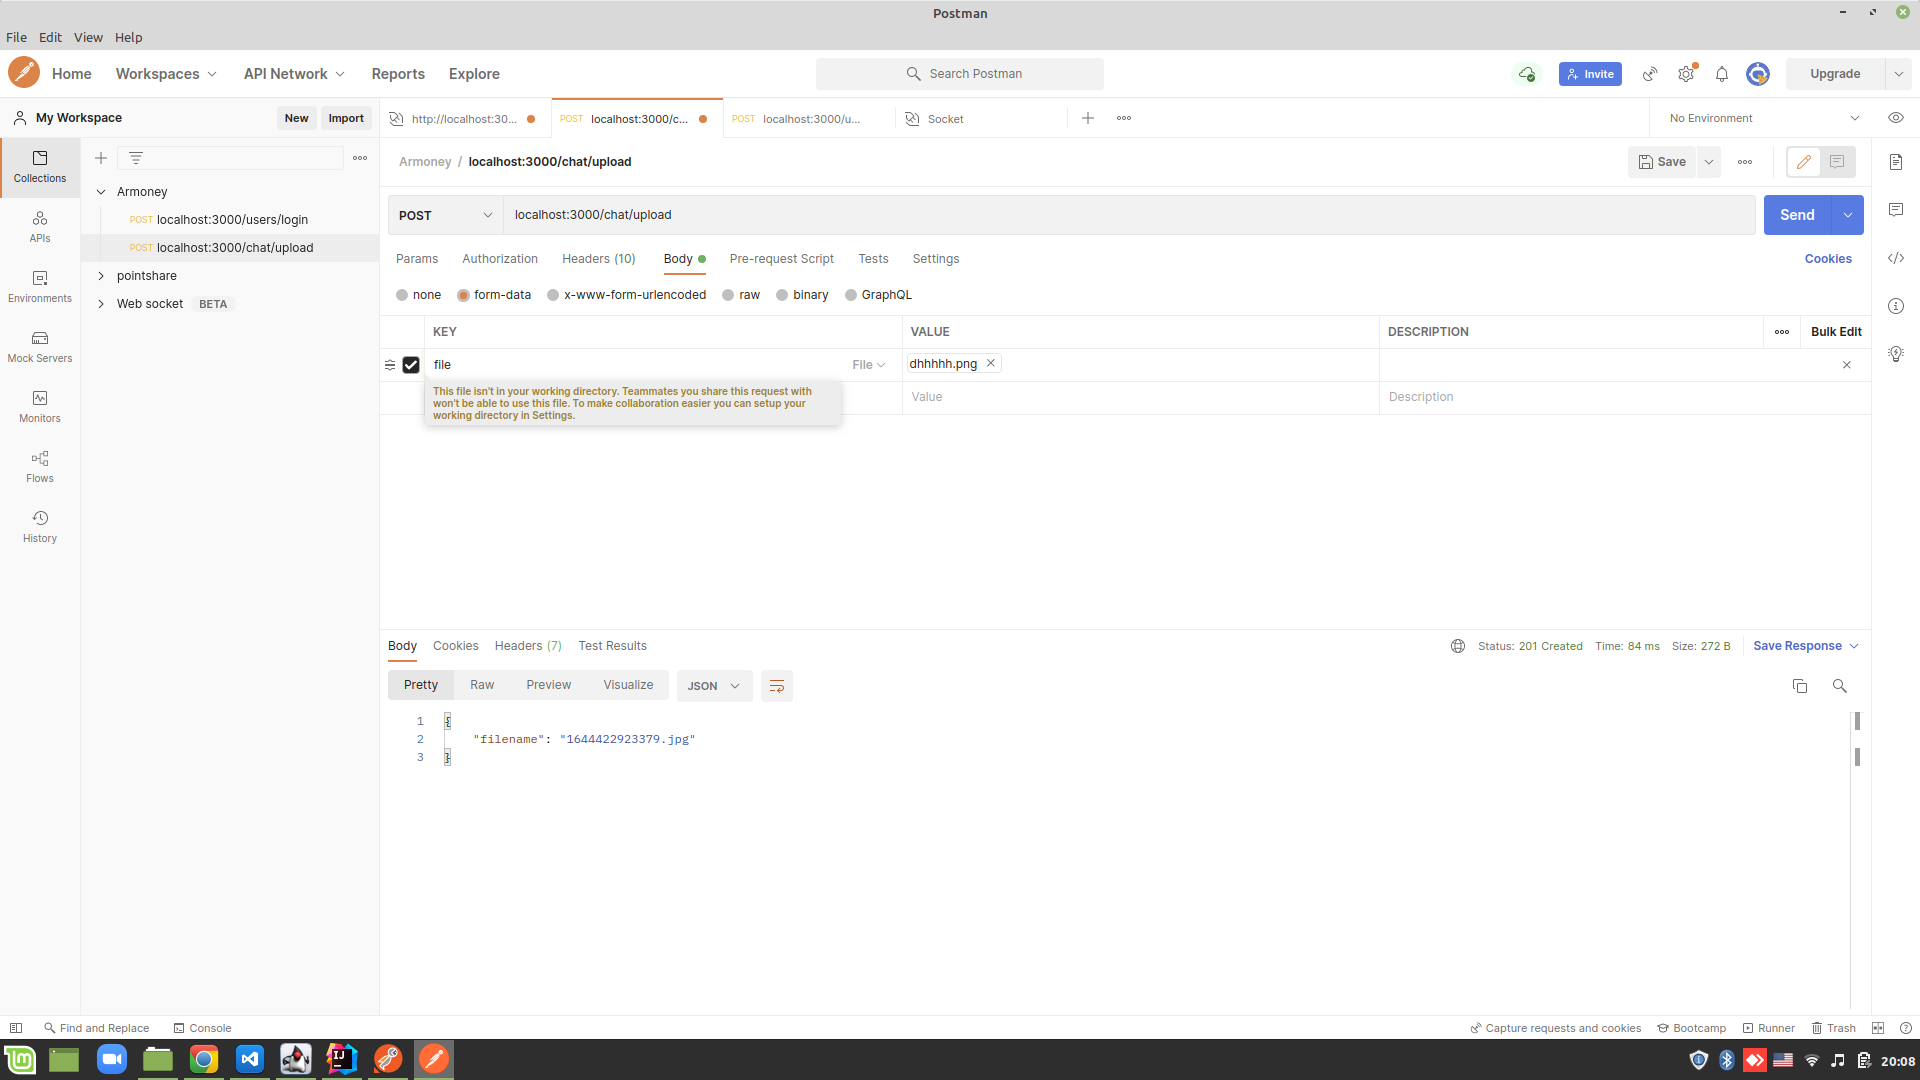 Postman
File Edit View Help
Home Workspaces API Network Reports Explore Search Postman Invite Upgrade
My Workspace New Import http://localhost:30... POST localhost:3000/c... POST localhost:3000/u... Socket No Environment
Collections
APIs
Environments
Mock Servers
Monitors
Flows
History
Armoney
POST localhost:3000/users/login
POST localhost:3000/chat/upload
pointshare
Web socket BETA
Armoney / localhost:3000/chat/upload Save
POST localhost:3000/chat/upload Send
Params Authorization Headers (10) Body Pre-request Script Tests Settings Cookies
none form-data x-www-form-urlencoded raw binary GraphQL
KEY VALUE DESCRIPTION Bulk Edit
file File dhhhhh.png
This file isn't in your working directory. Teammates you share this request with
won't be able to use this file. To make collaboration easier you can setup your
working directory in Settings.
Value Description
Body Cookies Headers (7) Test Results Status: 201 Created Time: 84 ms Size: 272 B Save Response
Pretty Raw Preview Visualize JSON
1 {
2 "filename": "1644422923379.jpg"
3 }
Find and Replace Console Capture requests and cookies Bootcamp Runner Trash
IJ
20:08